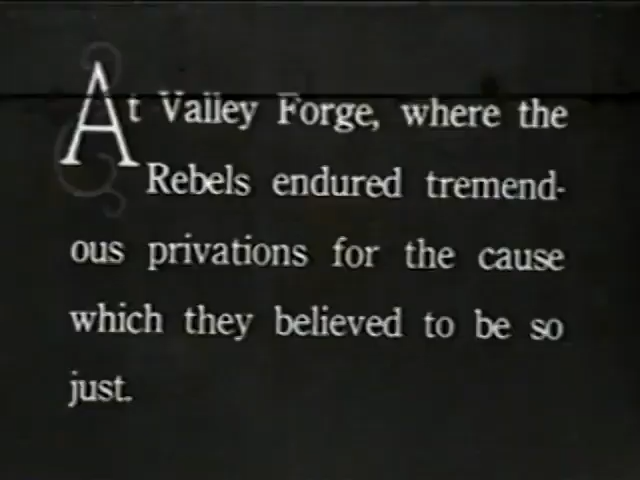 At Valley Forge, where the
Rebels endured tremend-
ous privations for the cause
which they believed to be so
just.